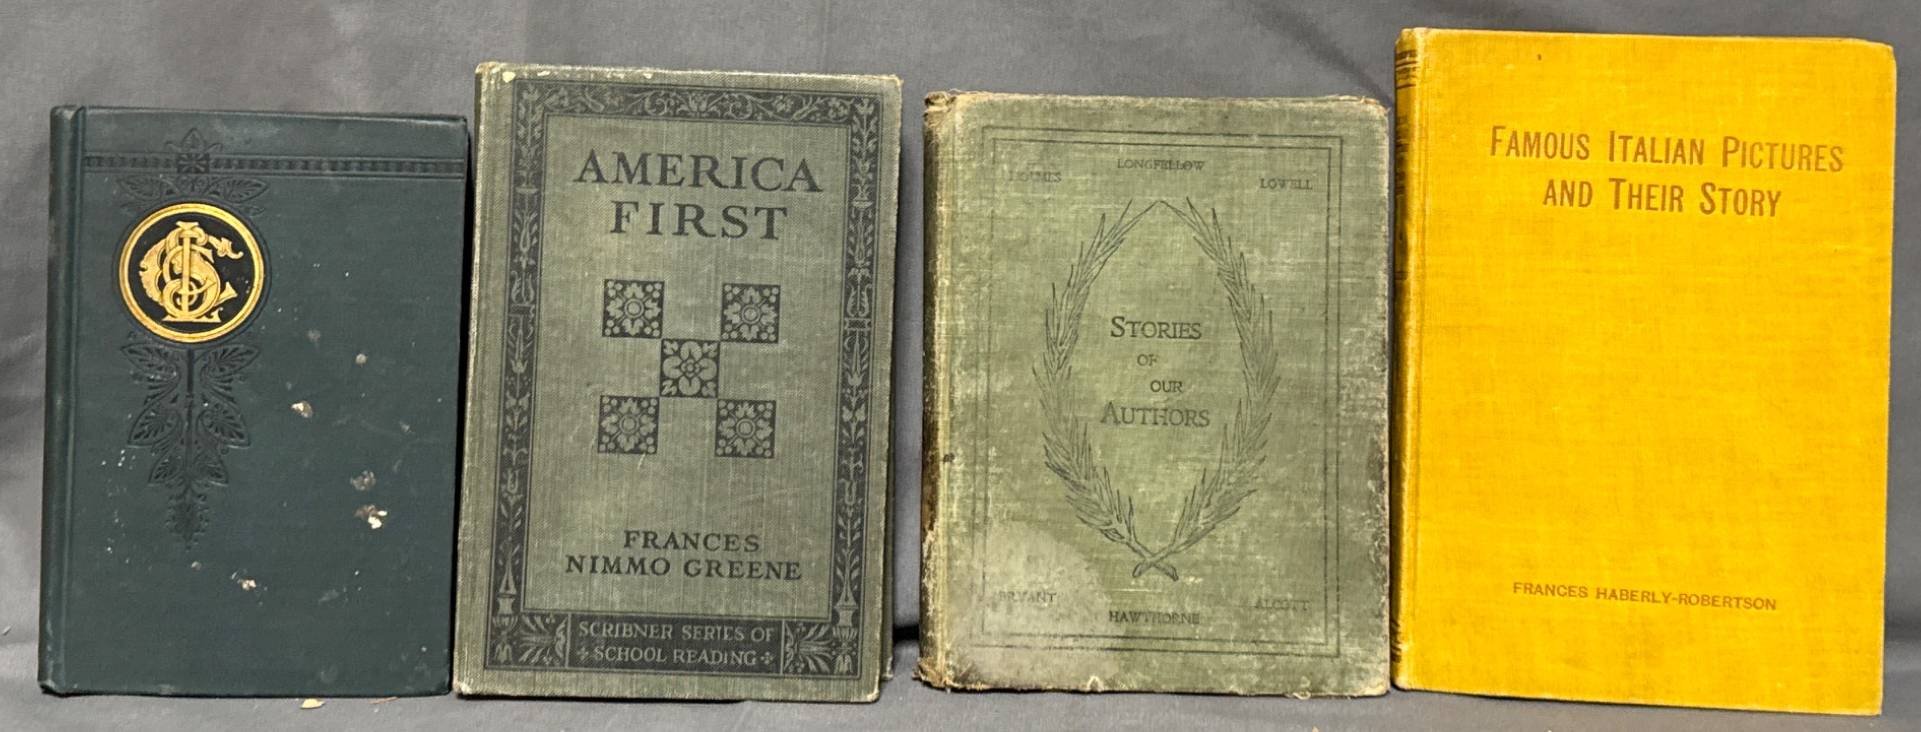 AMERICA
FIRST
FRANCES
NIMMO GREENE
SCRIBNER SERIES OF
SCHOOL READING
HOLMES
LONGFELLOW
LOWELL
STORIES
OF
OUR
AUTHORS
BRYANT
HAWTHORNE
ALCOTT
FAMOUS ITALIAN PICTURES
AND THEIR STORY
FRANCES HABERLY-ROBERTSON